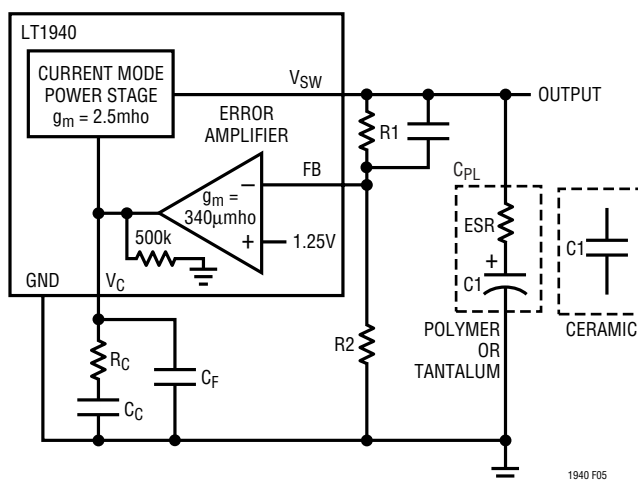 LT1940
CURRENT MODE
POWER STAGE
gm = 2.5mho
VSW
OUTPUT
ERROR
AMPLIFIER
R1
CPL
FB
–
gm =
340µmho
+
1.25V
500k
ESR
+
C1
C1
GND
VC
POLYMER
OR
TANTALUM
CERAMIC
R2
RC
CF
CC
1940 F05